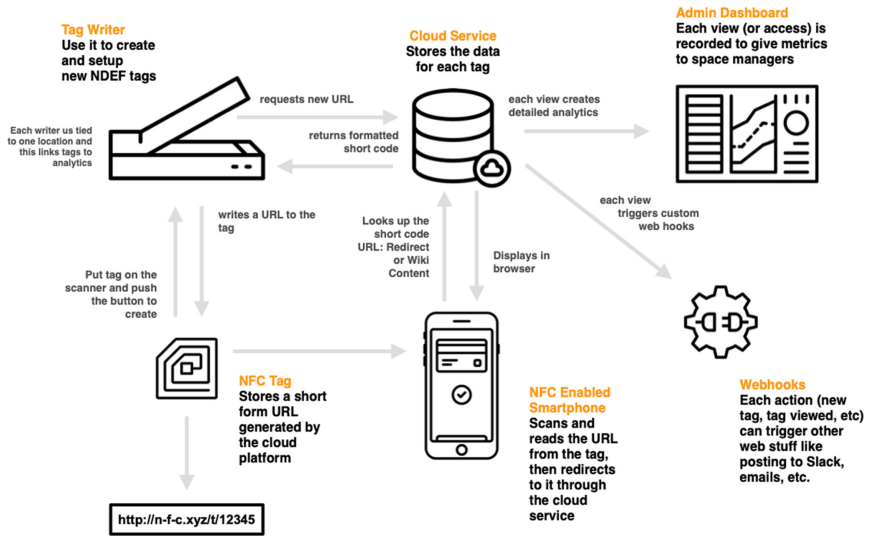 Tag Writer
Use it to create
and setup
new NDEF tags
Cloud Service
Stores the data
for each tag
Admin Dashboard
Each view (or access) is
recorded to give metrics
to space managers
requests new URL
each view creates
detailed analytics
Each writer us tied
to one location and
this links tags to
analytics
returns formatted
short code
each view
triggers custom
web hooks
writes a URL to the
tag
Looks up the
short code
URL: Redirect
or Wiki
Content
Displays in
browser
Put tag on the
scanner and push
the button to
create
NFC Tag
Stores a short
form URL
generated by
the cloud
platform
NFC Enabled
Smartphone
Scans and
reads the URL
from the tag,
then redirects
to it through
the cloud
service
Webhooks
Each action (new
tag, tag viewed, etc)
can trigger other
web stuff like
posting to Slack,
emails, etc.
http://n-f-c.xyz/t/12345